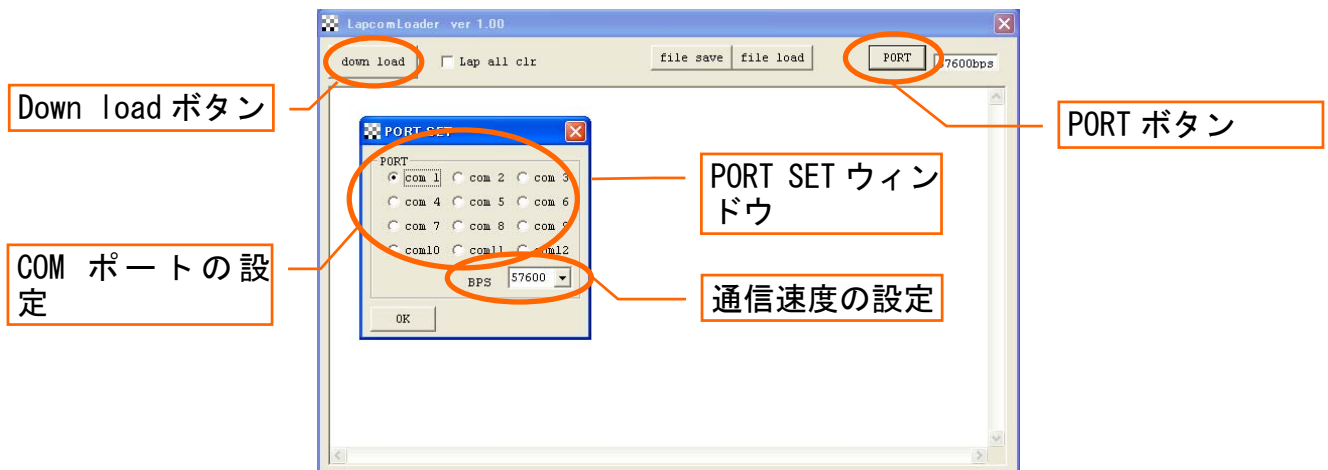 LapcomLoader ver 1.00
down load
Lap all clr
file save
file load
PORT
57600bps
Down load ボタン
PORT ボタン
PORT SET
PORT
com 1 com 2 com 3
com 4 com 5 com 6
com 7 com 8 com 9
com10 com11 com12
BPS 57600
OK
PORT SET ウィン
ドウ
COM ポートの設
定
通信速度の設定